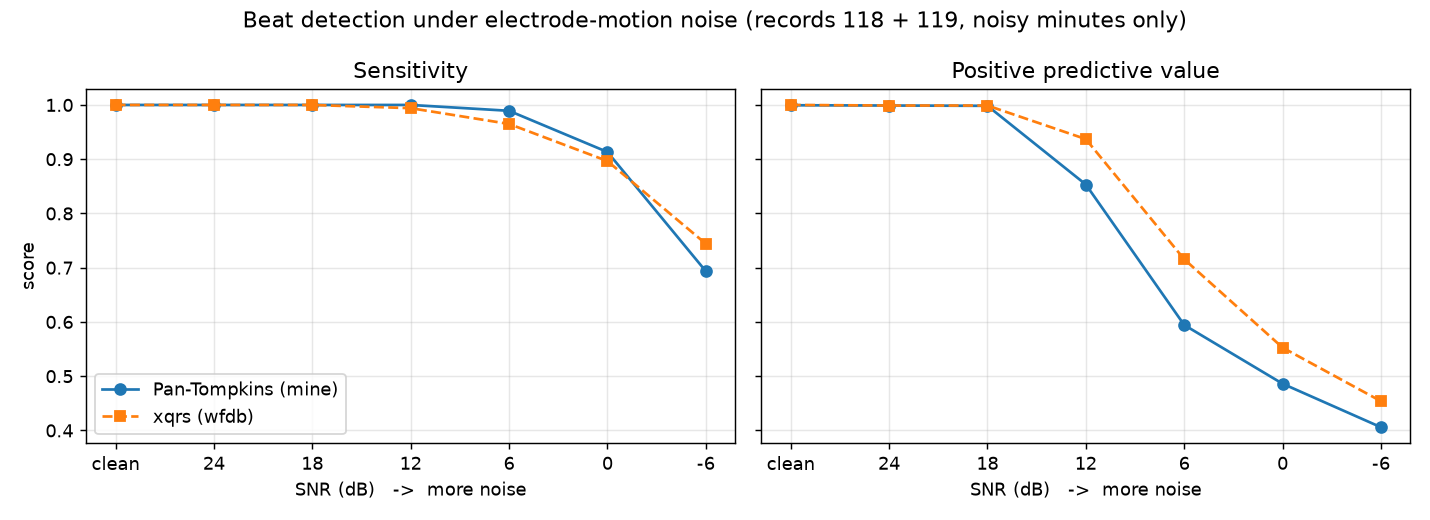 Beat detection under electrode-motion noise (records 118 + 119, noisy minutes only)
Sensitivity
Positive predictive value
score
1.0
0.9
0.8
0.7
0.6
0.5
0.4
Pan-Tompkins (mine)
xqrs (wfdb)
clean 24 18 12 6 0 -6
SNR (dB) -> more noise
clean 24 18 12 6 0 -6
SNR (dB) -> more noise